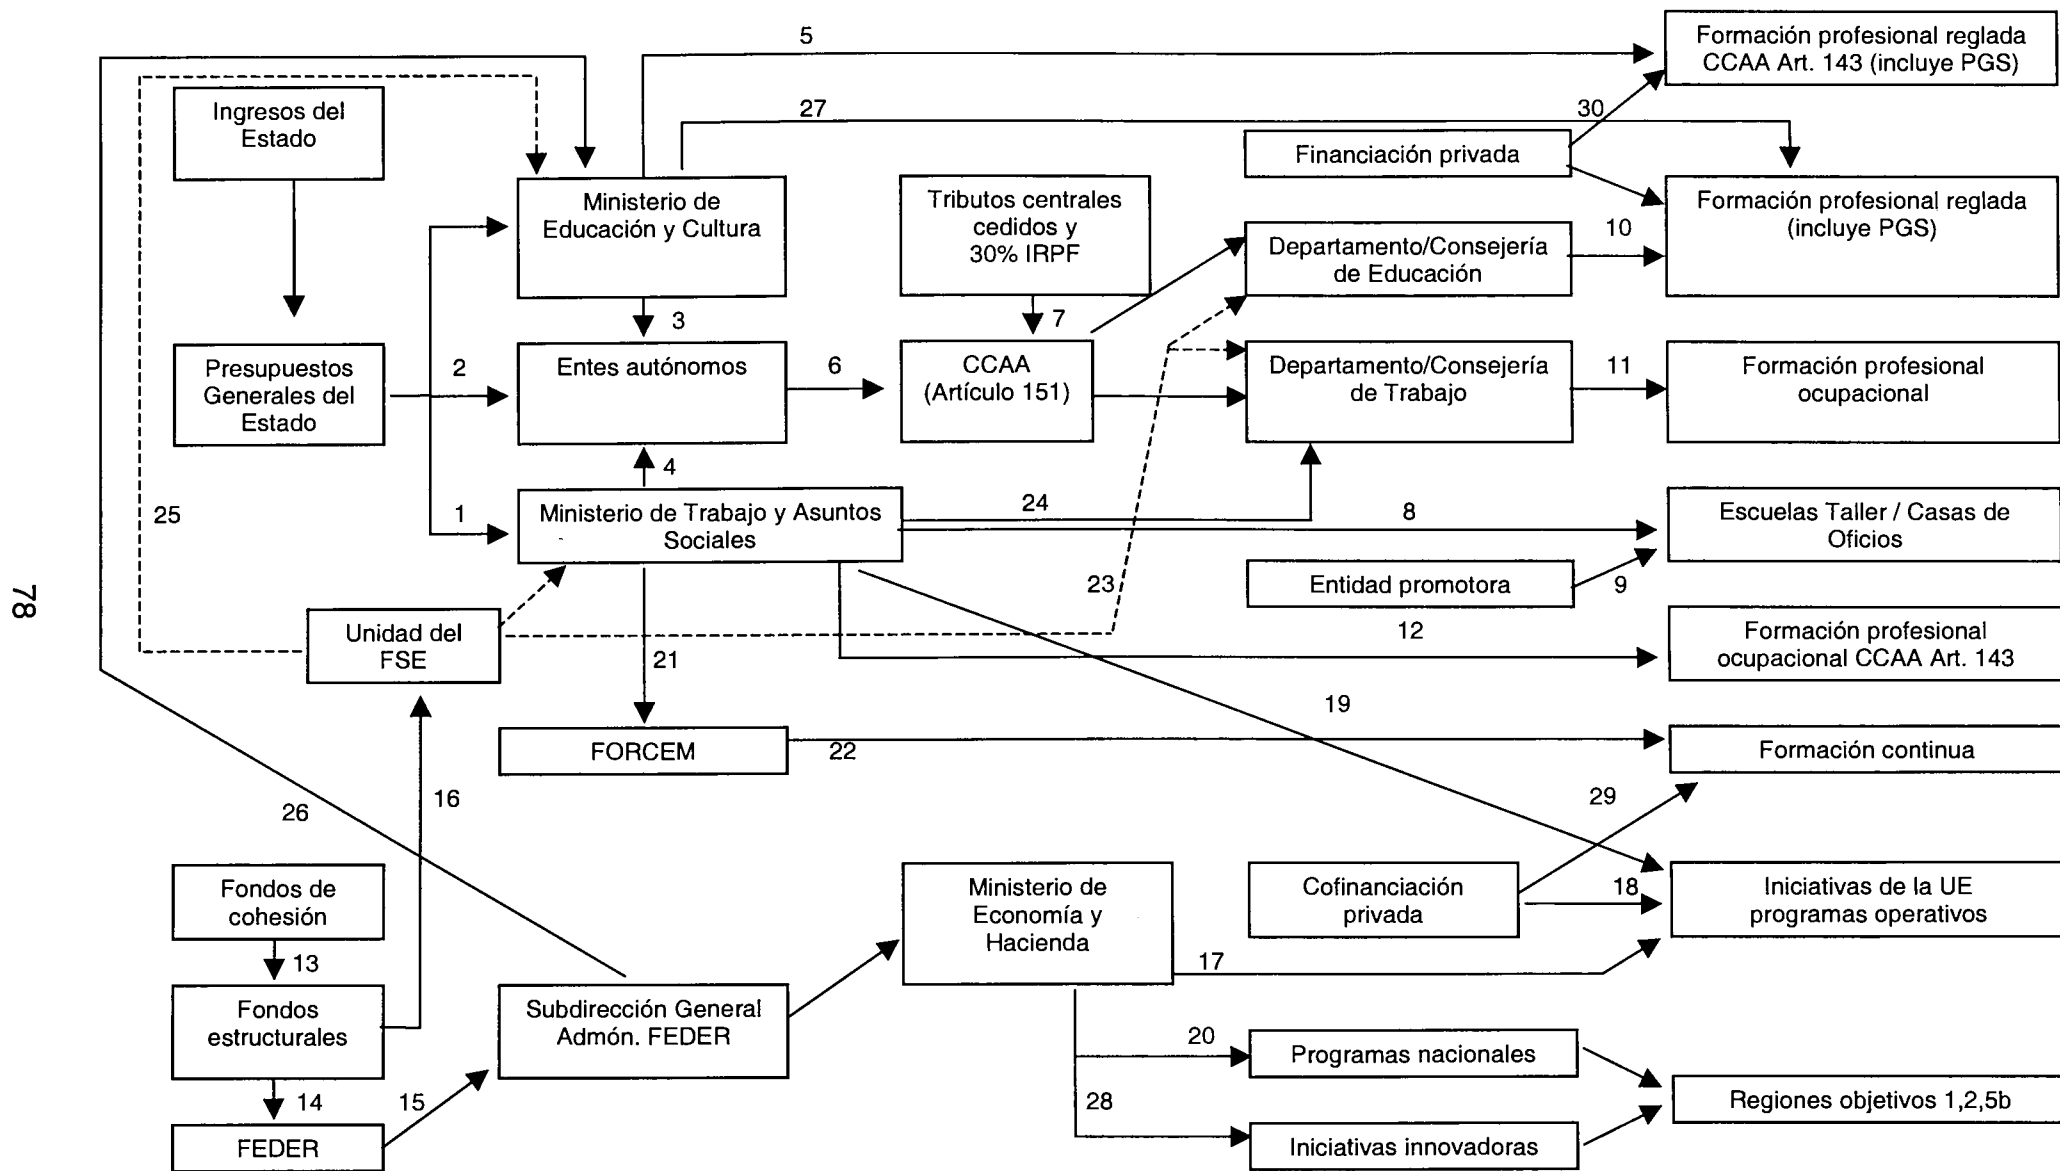 5
Formación profesional reglada
CCAA Art. 143 (incluye PGS)
Ingresos del
Estado
27
30
Financiación privada
Ministerio de
Educación y Cultura
Tributos centrales
cedidos y
30% IRPF
Formación profesional reglada
(incluye PGS)
Departamento/Consejería
de Educación
10
3
7
Presupuestos
Generales del
Estado
2
Entes autónomos
6
CCAA
(Artículo 151)
Departamento/Consejería
de Trabajo
11
Formación profesional
ocupacional
4
25
1
Ministerio de Trabajo y Asuntos
Sociales
24
8
Escuelas Taller / Casas de
Oficios
23
Entidad promotora
9
78
Unidad del
FSE
21
12
Formación profesional
ocupacional CCAA Art. 143
19
FORCEM
22
Formación continua
16
29
26
Fondos de
cohesión
Ministerio de
Economía y
Hacienda
Cofinanciación
privada
18
Iniciativas de la UE
programas operativos
13
17
Fondos
estructurales
Subdirección General
Admón. FEDER
20
Programas nacionales
14
15
28
Regiones objetivos 1,2,5b
FEDER
Iniciativas innovadoras